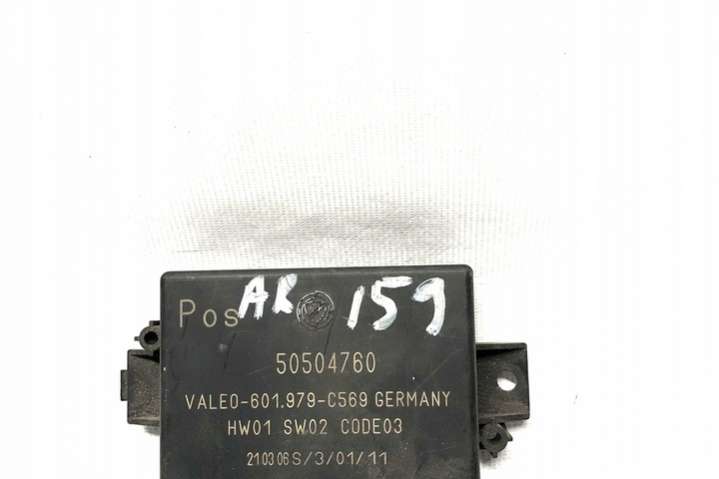 Pos AR 159
50504760
VALEO-601.979-C569 GERMANY
HW01 SW02 CODE03
210306S/3/01/11